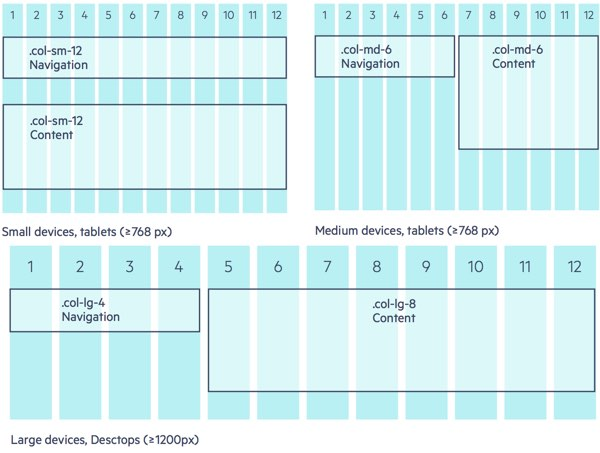 1 2 3 4 5 6 7 8 9 10 11 12
.col-sm-12
Navigation
.col-sm-12
Content
Small devices, tablets (≥768 px)
1 2 3 4 5 6 7 8 9 10 11 12
.col-md-6
Navigation
.col-md-6
Content
Medium devices, tablets (≥768 px)
1 2 3 4 5 6 7 8 9 10 11 12
.col-lg-4
Navigation
.col-lg-8
Content
Large devices, Desctops (≥1200px)